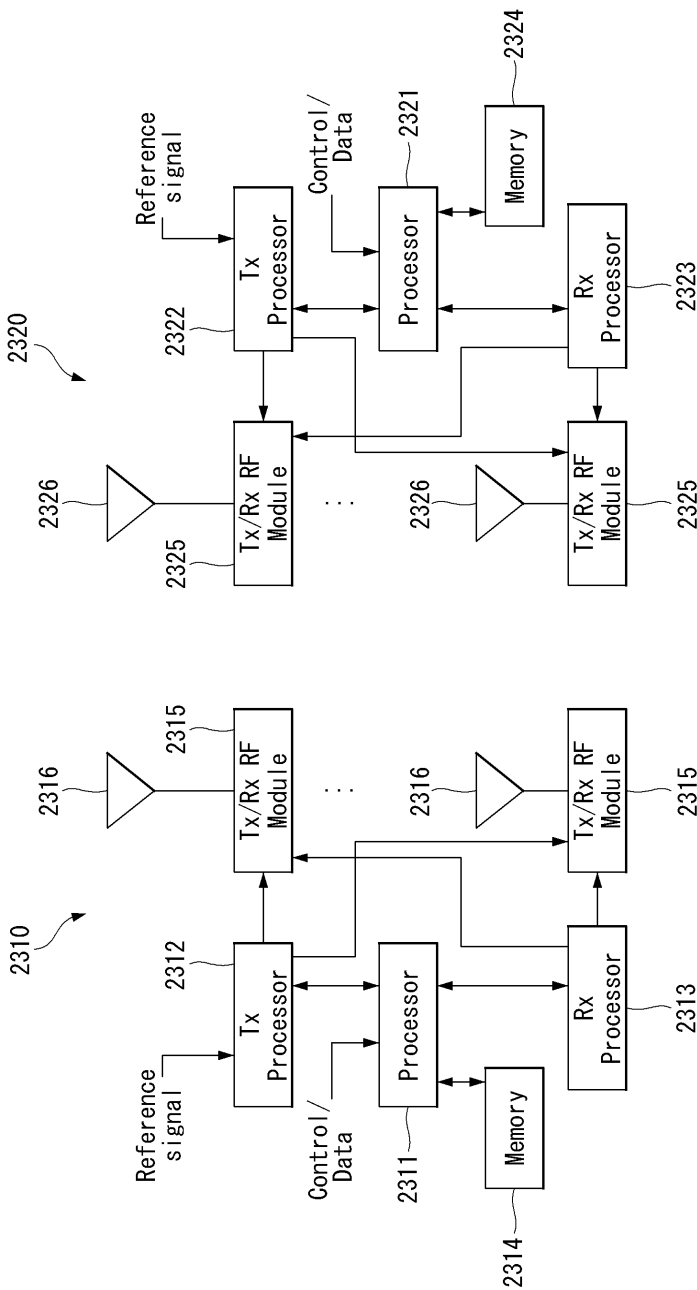 2310
2320
2316
2326
Reference
signal
2312
2315
2325
2322
Reference
signal
Tx
Processor
Tx/Rx RF
Module
Tx/Rx RF
Module
Tx
Processor
Control/
Data
...
...
Control/
Data
Processor
Processor
2311
2316
2326
2321
Memory
Memory
2314
2324
Rx
Processor
Tx/Rx RF
Module
Tx/Rx RF
Module
Rx
Processor
2313
2315
2325
2323